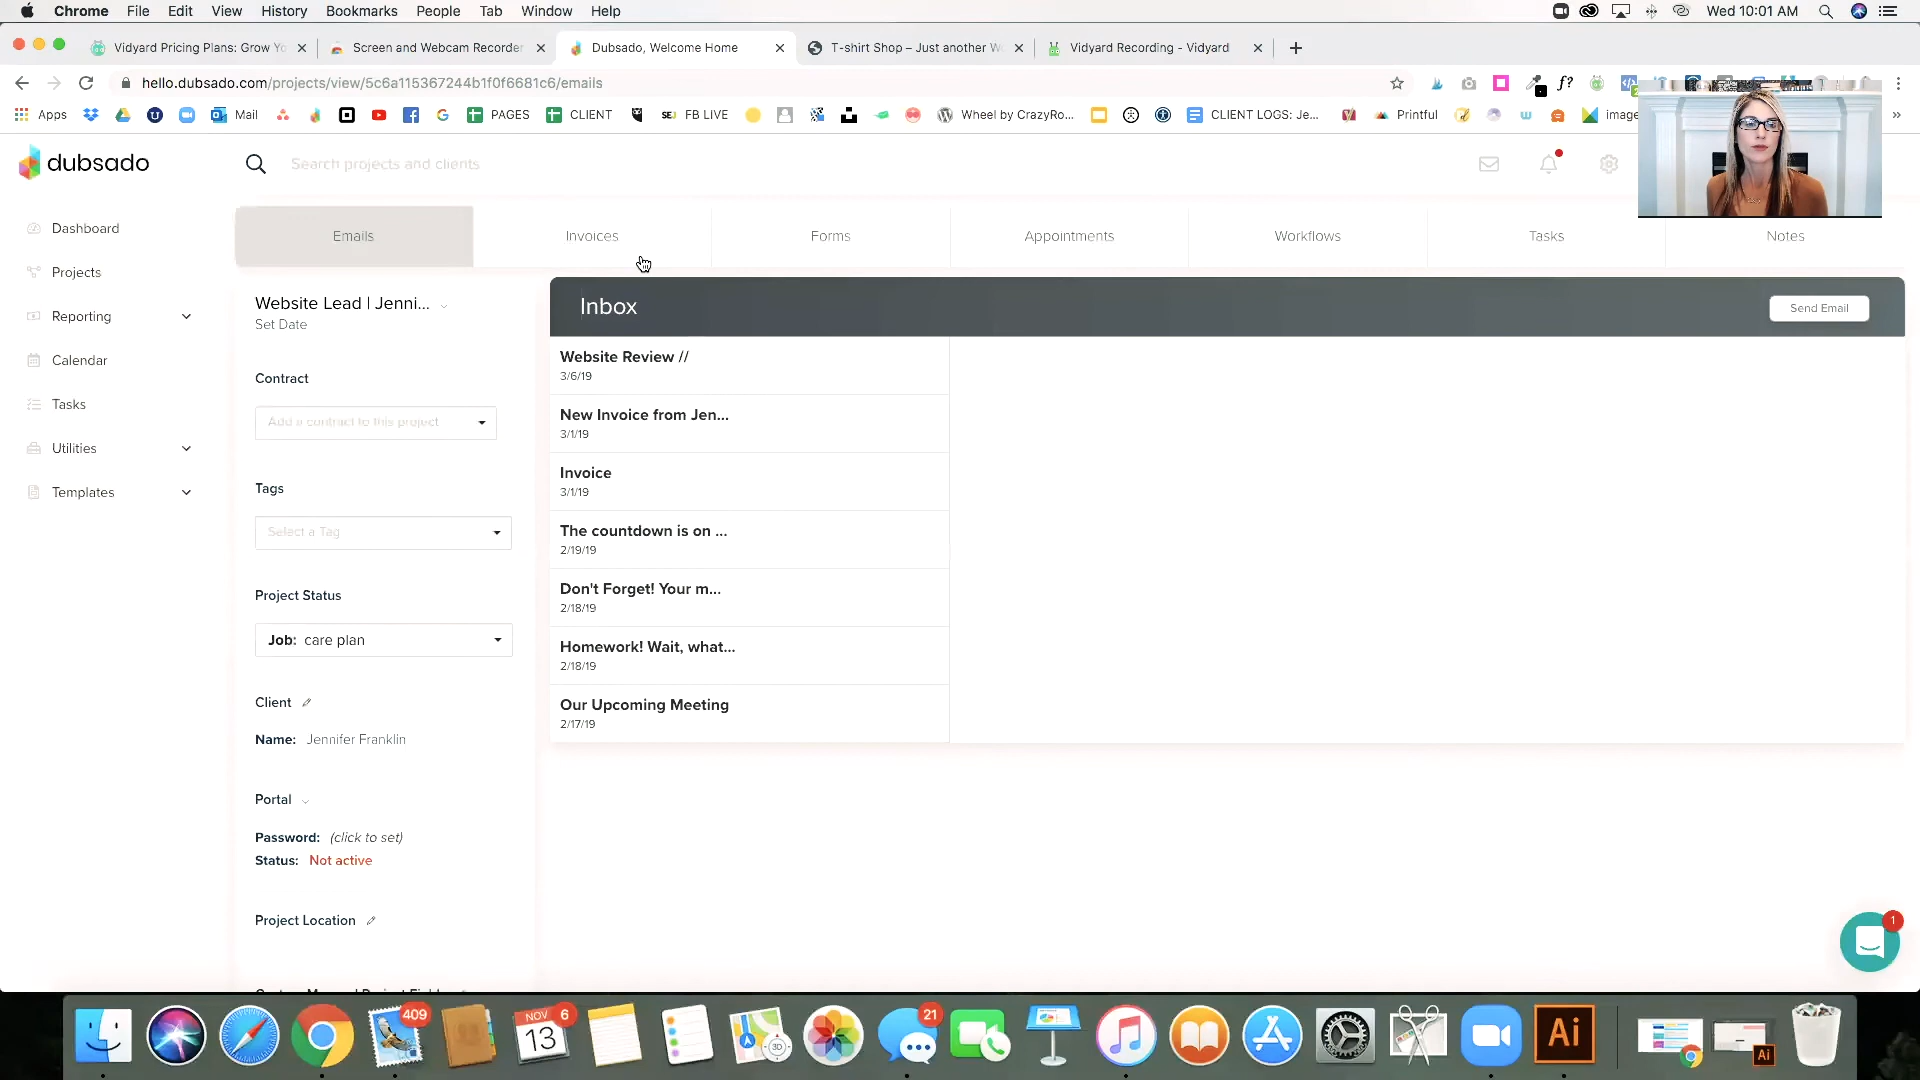 Chrome File Edit View History Bookmarks People Tab Window Help Wed 10:01 AM
Vidyard Pricing Plans: Grow Yo
Screen and Webcam Recorder
Dubsado, Welcome Home
T-shirt Shop – Just another W
Vidyard Recording - Vidyard
hello.dubsado.com/projects/view/5c6a115367244b1f0f6681c6/emails
f?
Apps Mail PAGES CLIENT FB LIVE Wheel by CrazyRo... CLIENT LOGS: Je... Printful image
dubsado
Search projects and clients
Dashboard
Projects
Reporting
Calendar
Tasks
Utilities
Templates
Emails Invoices Forms Appointments Workflows Tasks Notes
Website Lead | Jenni...
Set Date
Contract
Add a contract to this project
Tags
Select a Tag
Project Status
Job: care plan
Client
Name: Jennifer Franklin
Portal
Password: (click to set)
Status: Not active
Project Location
Inbox
Send Email
Website Review //
3/6/19
New Invoice from Jen...
3/1/19
Invoice
3/1/19
The countdown is on ...
2/19/19
Don't Forget! Your m...
2/18/19
Homework! Wait, what...
2/18/19
Our Upcoming Meeting
2/17/19
1
409
NOV 6
13
3D
21
Ai
Ai